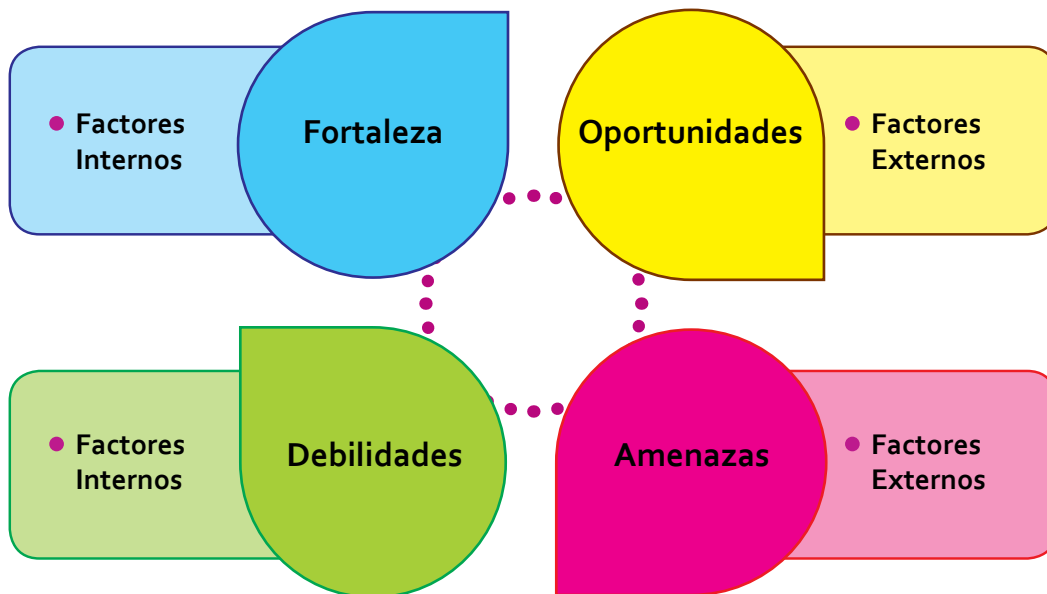 Fortaleza
• Factores
Internos
Oportunidades
• Factores
Externos
Debilidades
• Factores
Internos
Amenazas
• Factores
Externos